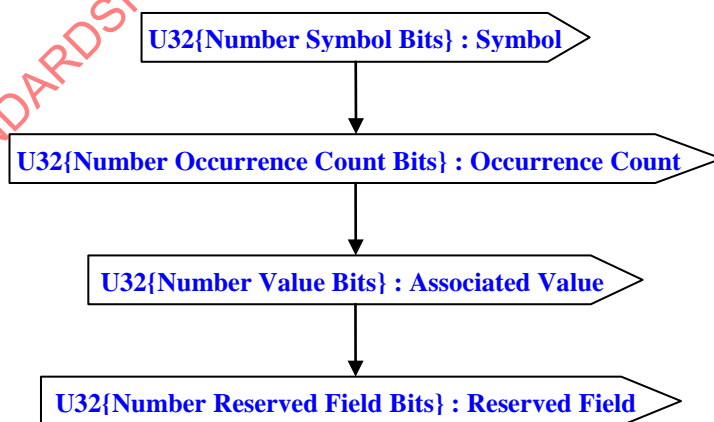 NDARDS
U32{Number Symbol Bits} : Symbol
U32{Number Occurrence Count Bits} : Occurrence Count
U32{Number Value Bits} : Associated Value
U32{Number Reserved Field Bits} : Reserved Field